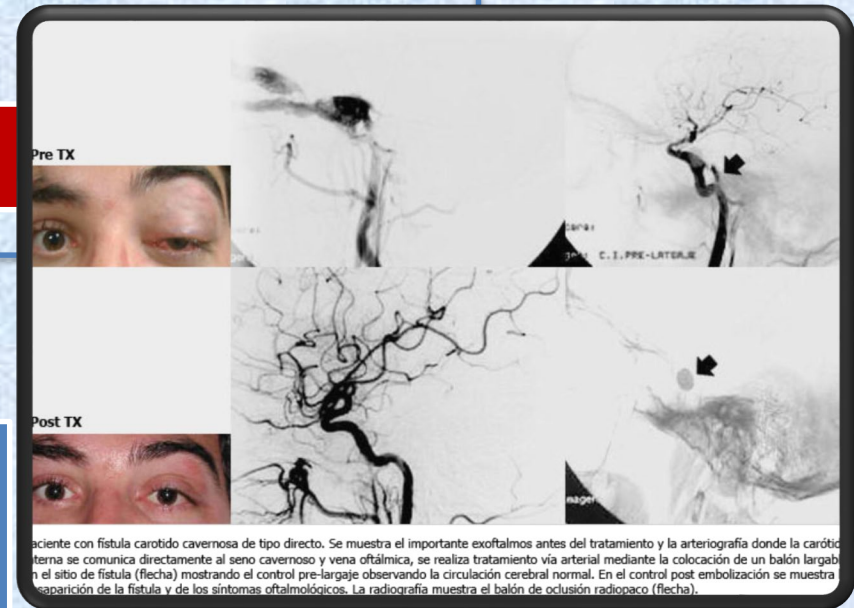 Pre TX
C.I.PRE-LATERJE
Post TX
aciente con fístula carotido cavernosa de tipo directo. Se muestra el importante exoftalmos antes del tratamiento y la arteriografía donde la carótid
nterna se comunica directamente al seno cavernoso y vena oftálmica, se realiza tratamiento vía arterial mediante la colocación de un balón largabl
n el sitio de fístula (flecha) mostrando el control pre-largaje observando la circulación cerebral normal. En el control post embolización se muestra
saparición de la fístula y de los síntomas oftalmológicos. La radiografía muestra el balón de oclusión radiopaco (flecha).